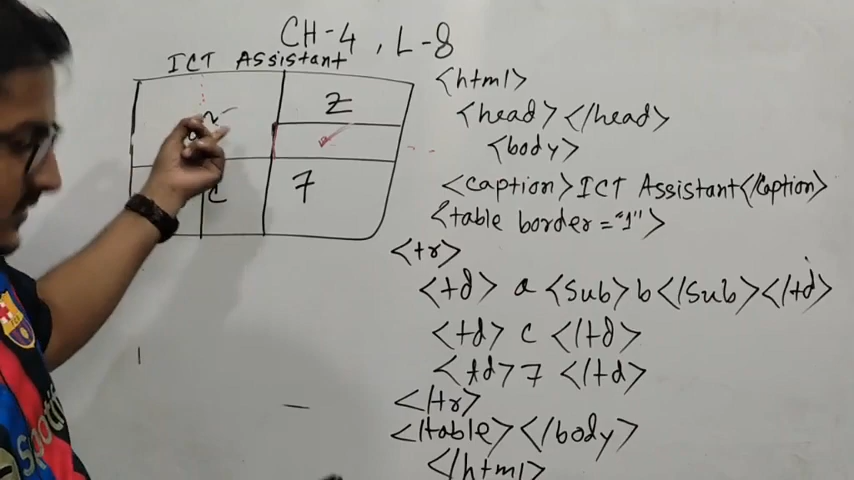 CH-4, L-8
ICT Assistant
Z
C
7
<html>
<head></head>
<body>
<caption>ICT Assistant</Caption>
<table border="1">
<tr>
<td> a <Sub> b </Sub></td>
<td> c </td>
<td> 7 </td>
</tr>
</table></body>
</html>
Spotify